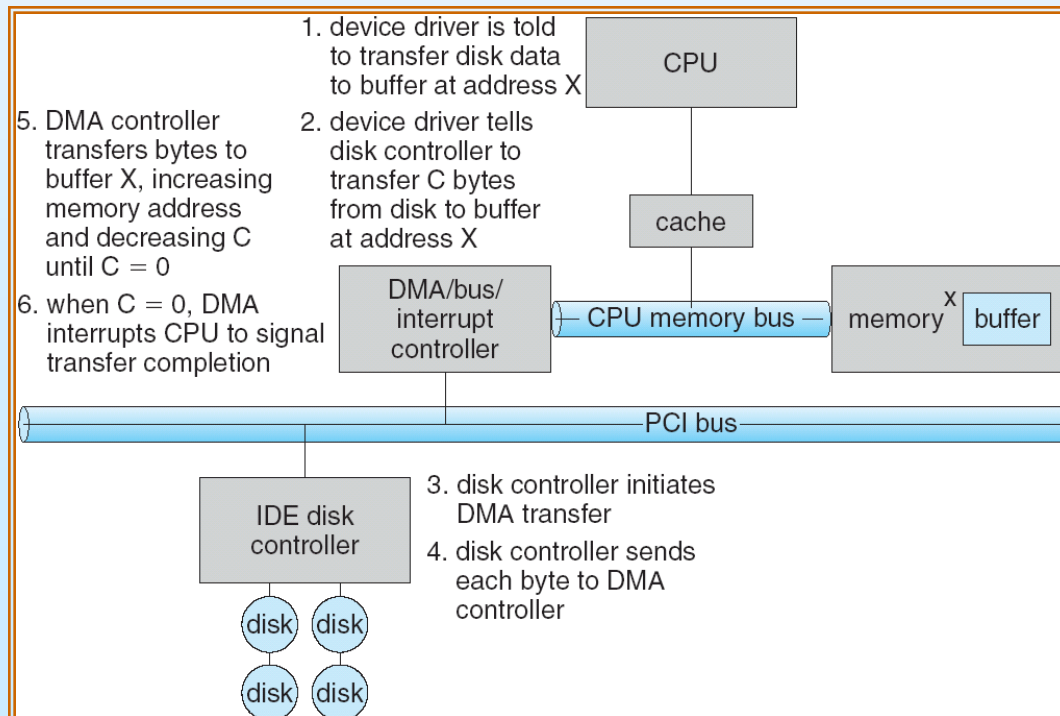 1. device driver is told
to transfer disk data
to buffer at address X
CPU
5. DMA controller
transfers bytes to
buffer X, increasing
memory address
and decreasing C
until C = 0
2. device driver tells
disk controller to
transfer C bytes
from disk to buffer
at address X
cache
6. when C = 0, DMA
interrupts CPU to signal
transfer completion
DMA/bus/
interrupt
controller
CPU memory bus
memory
X
buffer
PCI bus
IDE disk
controller
3. disk controller initiates
DMA transfer
4. disk controller sends
each byte to DMA
controller
disk
disk
disk
disk